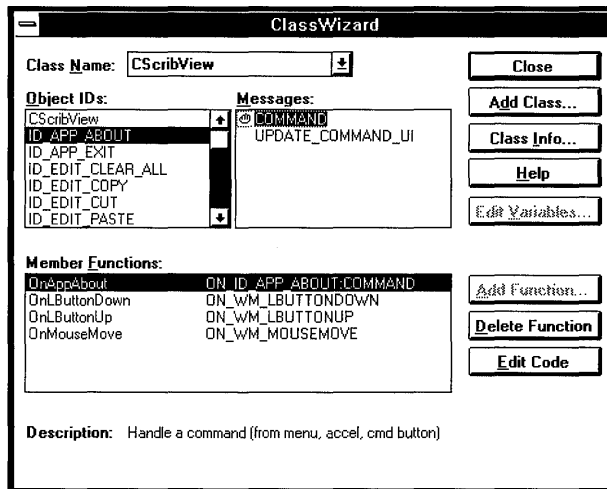 ClassWizard
Class Name: CScribView
Close
Object IDs: Messages:
Add Class...
CScribView COMMAND
ID_APP_ABOUT UPDATE_COMMAND_UI
Class Info...
ID_APP_EXIT
ID_EDIT_CLEAR_ALL
Help
ID_EDIT_COPY
ID_EDIT_CUT
ID_EDIT_PASTE
Edit Variables...
Member Functions:
OnAppAbout ON_ID_APP_ABOUT:COMMAND
OnLButtonDown ON_WM_LBUTTONDOWN
OnLButtonUp ON_WM_LBUTTONUP
OnMouseMove ON_WM_MOUSEMOVE
Add Function...
Delete Function
Edit Code
Description: Handle a command (from menu, accel, cmd button)